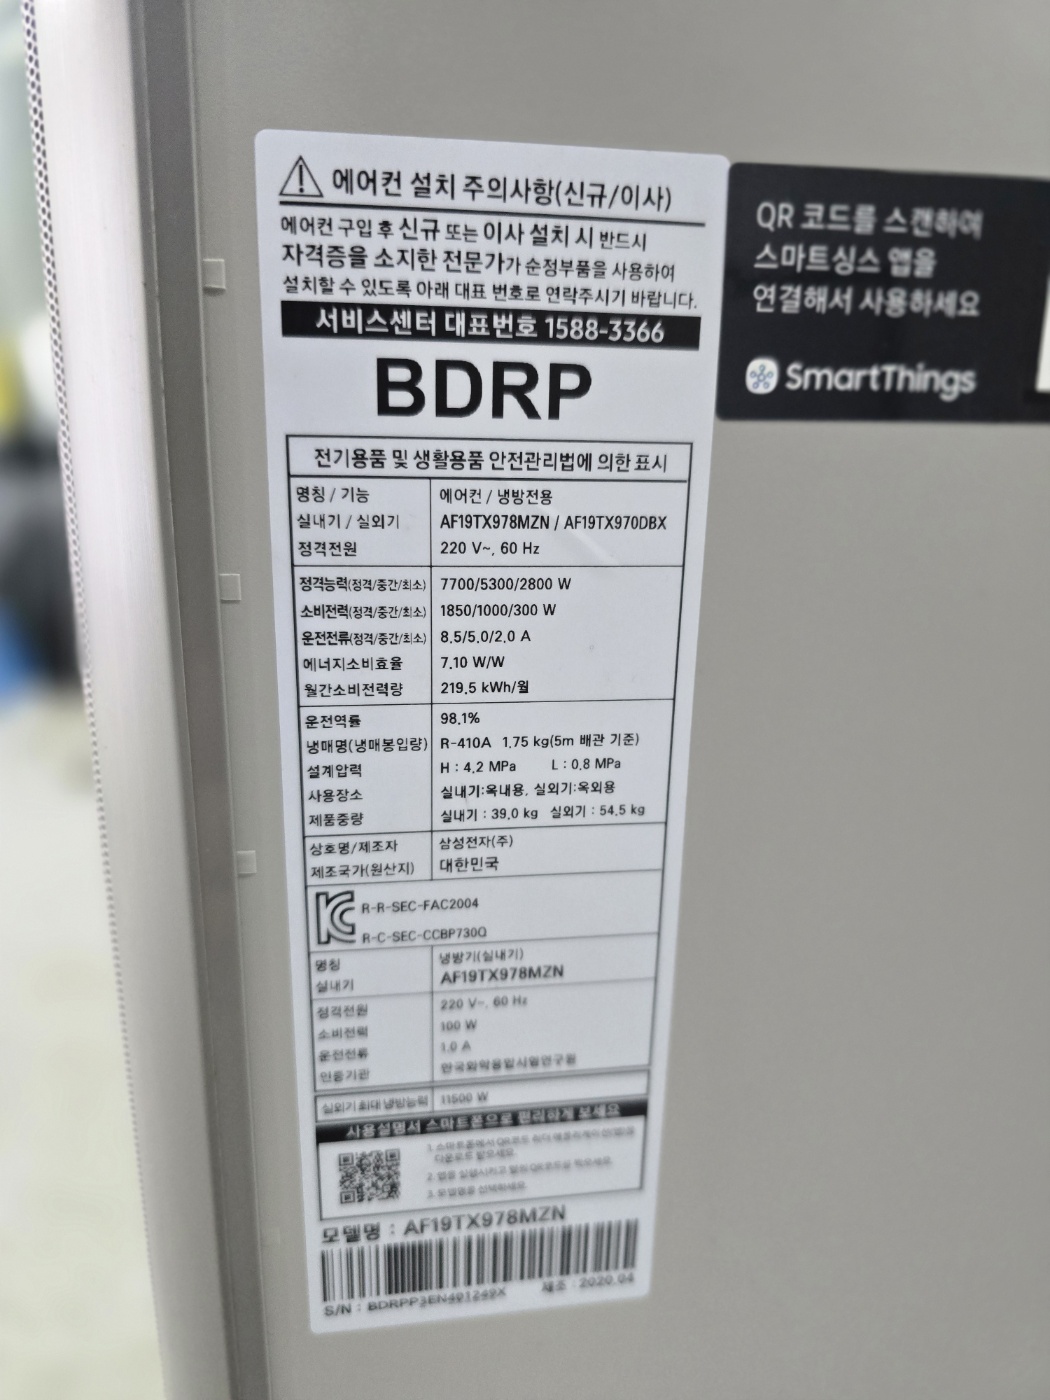 에어컨 설치 주의사항(신규/이사)
에어컨 구입 후 신규 또는 이사 설치 시 반드시
자격증을 소지한 전문가가 순정부품을 사용하여
설치할 수 있도록 아래 대표 번호로 연락주시기 바랍니다.
서비스센터 대표번호 1588-3366
BDRP
전기용품 및 생활용품 안전관리법에 의한 표시
명칭 / 기능 에어컨 / 냉방전용
실내기 / 실외기 AF19TX978MZN / AF19TX970DBX
정격전원 220 V~, 60 Hz
정격능력(정격/중간/최소) 7700/5300/2800 W
소비전력(정격/중간/최소) 1850/1000/300 W
운전전류(정격/중간/최소) 8.5/5.0/2.0 A
에너지소비효율 7.10 W/W
월간소비전력량 219.5 kWh/월
운전역률 98.1%
냉매명(냉매봉입량) R-410A 1.75 kg(5m 배관 기준)
설계압력 H : 4.2 MPa L : 0.8 MPa
사용장소 실내기:옥내용, 실외기:옥외용
제품중량 실내기 : 39.0 kg 실외기 : 54.5 kg
상호명/제조자 삼성전자(주)
제조국가(원산지) 대한민국
R-R-SEC-FAC2004
R-C-SEC-CCBP730Q
명칭 냉방기(실내기)
실내기 AF19TX978MZN
정격전원 220 V~, 60 Hz
소비전력 100 W
운전전류 1.0 A
인증기관 한국화학융합시험연구원
실외기 최대 냉방능력 11500 W
사용설명서 스마트폰으로 편리하게 보세요
모델명 : AF19TX978MZN
제조 : 2020.04
QR 코드를 스캔하여
스마트싱스 앱을
연결해서 사용하세요
SmartThings